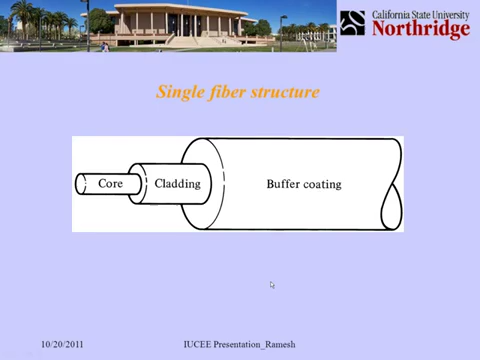 California State University
Northridge
Single fiber structure
Core
Cladding
Buffer coating
10/20/2011
IUCEE Presentation_Ramesh